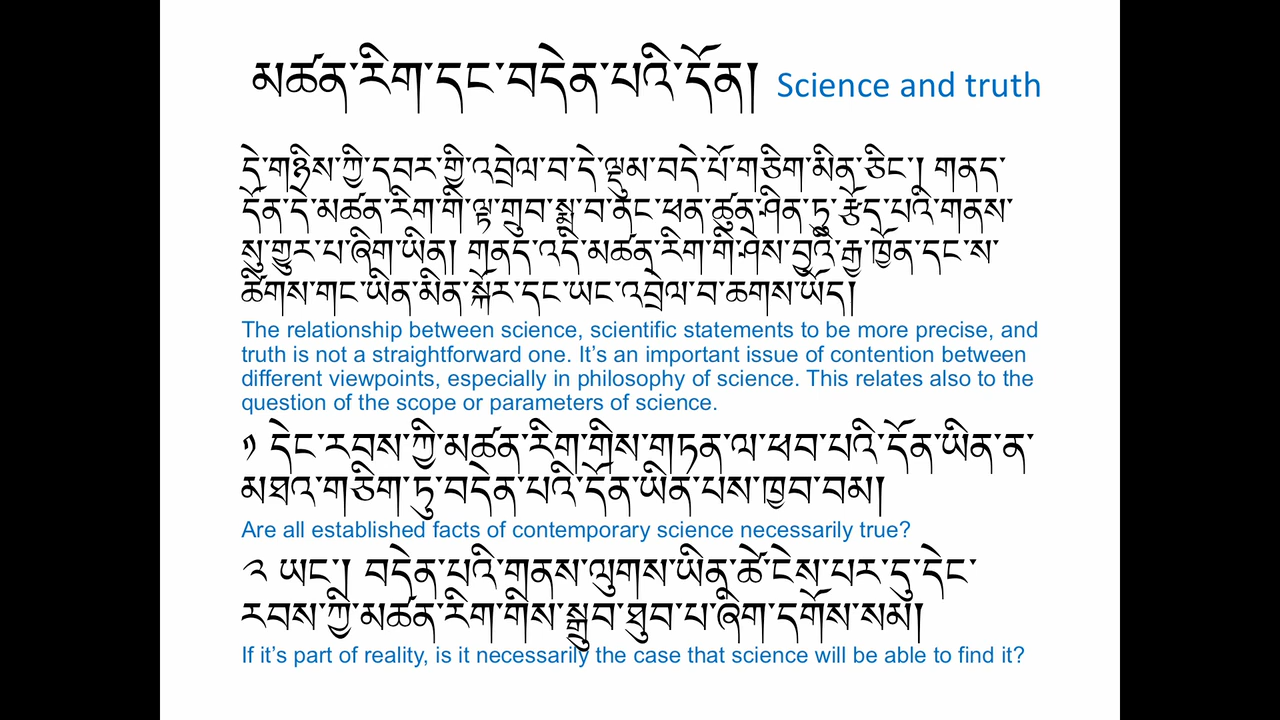 མཚན་རིག་དང་བདེན་པའི་དོན། Science and truth
དེ་གཉིས་ཀྱི་དབར་གྱི་འབྲེལ་བ་དེ་ལྡུམ་བདེ་པོ་གཅིག་མིན་ཅིང་། གནད་
དོན་དེ་མཚན་རིག་གི་ལྟ་གྲུབ་སྨྲ་བ་ནང་ཕན་ཚུན་ཤིན་ཏུ་རྩོད་པའི་གནས་
སུ་གྱུར་པ་ཞིག་ཡིན། གནད་འདི་མཚན་རིག་གི་ཤེས་བྱའི་རྒྱ་ཁྱོན་དང་ས་
ཚིགས་གང་ཡིན་མིན་སྐོར་དང་ཡང་འབྲེལ་བ་ཆགས་ཡོད།
The relationship between science, scientific statements to be more precise, and
truth is not a straightforward one. It’s an important issue of contention between
different viewpoints, especially in philosophy of science. This relates also to the
question of the scope or parameters of science.
༡ དེང་རབས་ཀྱི་མཚན་རིག་གིས་གཏན་ལ་ཕབ་པའི་དོན་ཡིན་ན་
མཐའ་གཅིག་ཏུ་བདེན་པའི་དོན་ཡིན་པས་ཁྱབ་བམ།
Are all established facts of contemporary science necessarily true?
༢ ཡང་། བདེན་པའི་གནས་ལུགས་ཡིན་ཚེ་ངེས་པར་དུ་དེང་
རབས་ཀྱི་མཚན་རིག་གིས་སྒྲུབ་ཐུབ་པ་ཞིག་དགོས་སམ།
If it’s part of reality, is it necessarily the case that science will be able to find it?